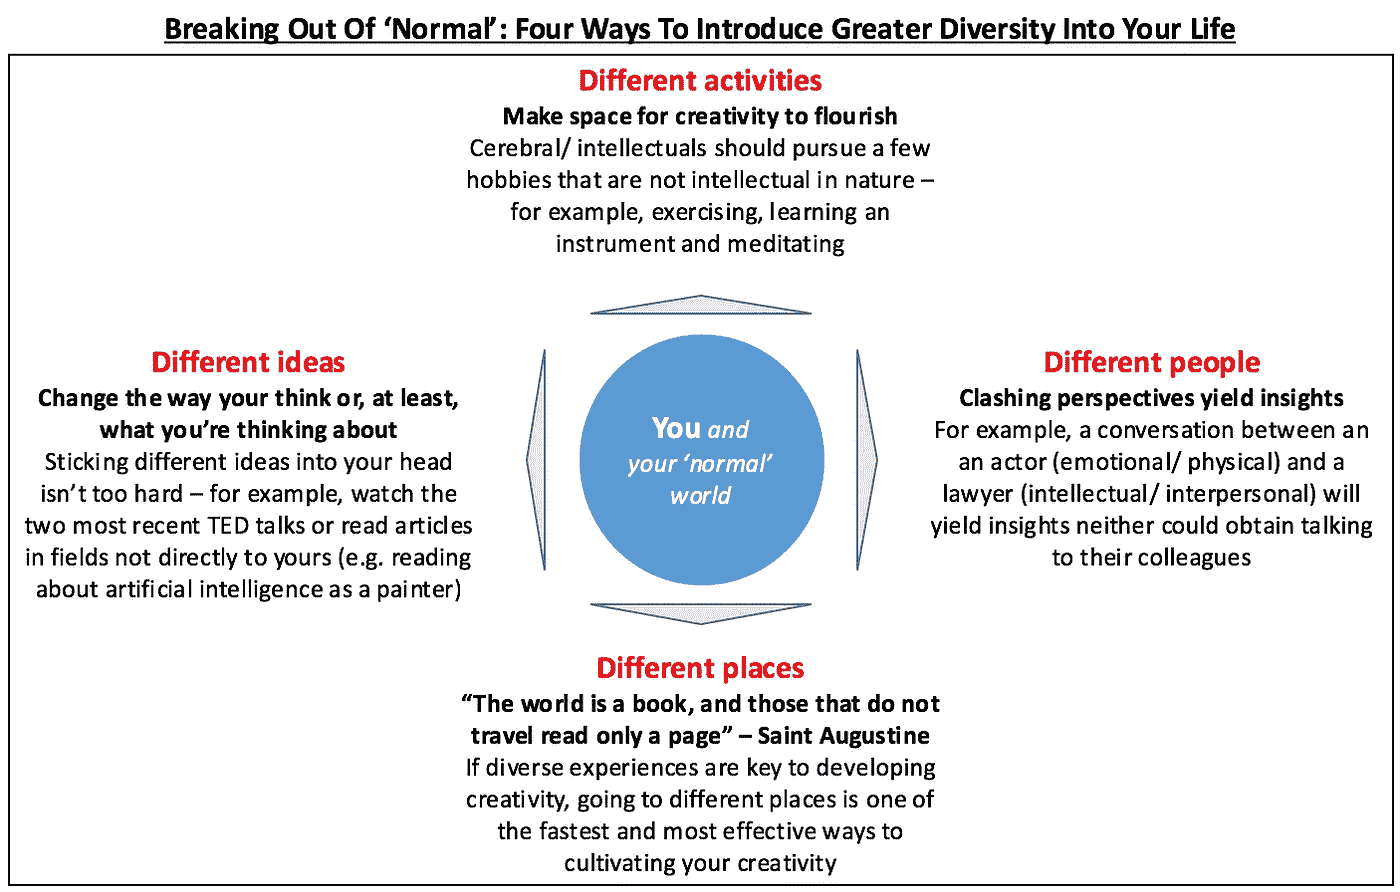 Breaking Out Of ‘Normal’: Four Ways To Introduce Greater Diversity Into Your Life
Different activities
Make space for creativity to flourish
Cerebral/ intellectuals should pursue a few
hobbies that are not intellectual in nature –
for example, exercising, learning an
instrument and meditating
Different ideas
Change the way your think or, at least,
what you’re thinking about
Sticking different ideas into your head
isn’t too hard – for example, watch the
two most recent TED talks or read articles
in fields not directly to yours (e.g. reading
about artificial intelligence as a painter)
You and
your ‘normal’
world
Different people
Clashing perspectives yield insights
For example, a conversation between an
an actor (emotional/ physical) and a
lawyer (intellectual/ interpersonal) will
yield insights neither could obtain talking
to their colleagues
Different places
“The world is a book, and those that do not
travel read only a page” – Saint Augustine
If diverse experiences are key to developing
creativity, going to different places is one of
the fastest and most effective ways to
cultivating your creativity